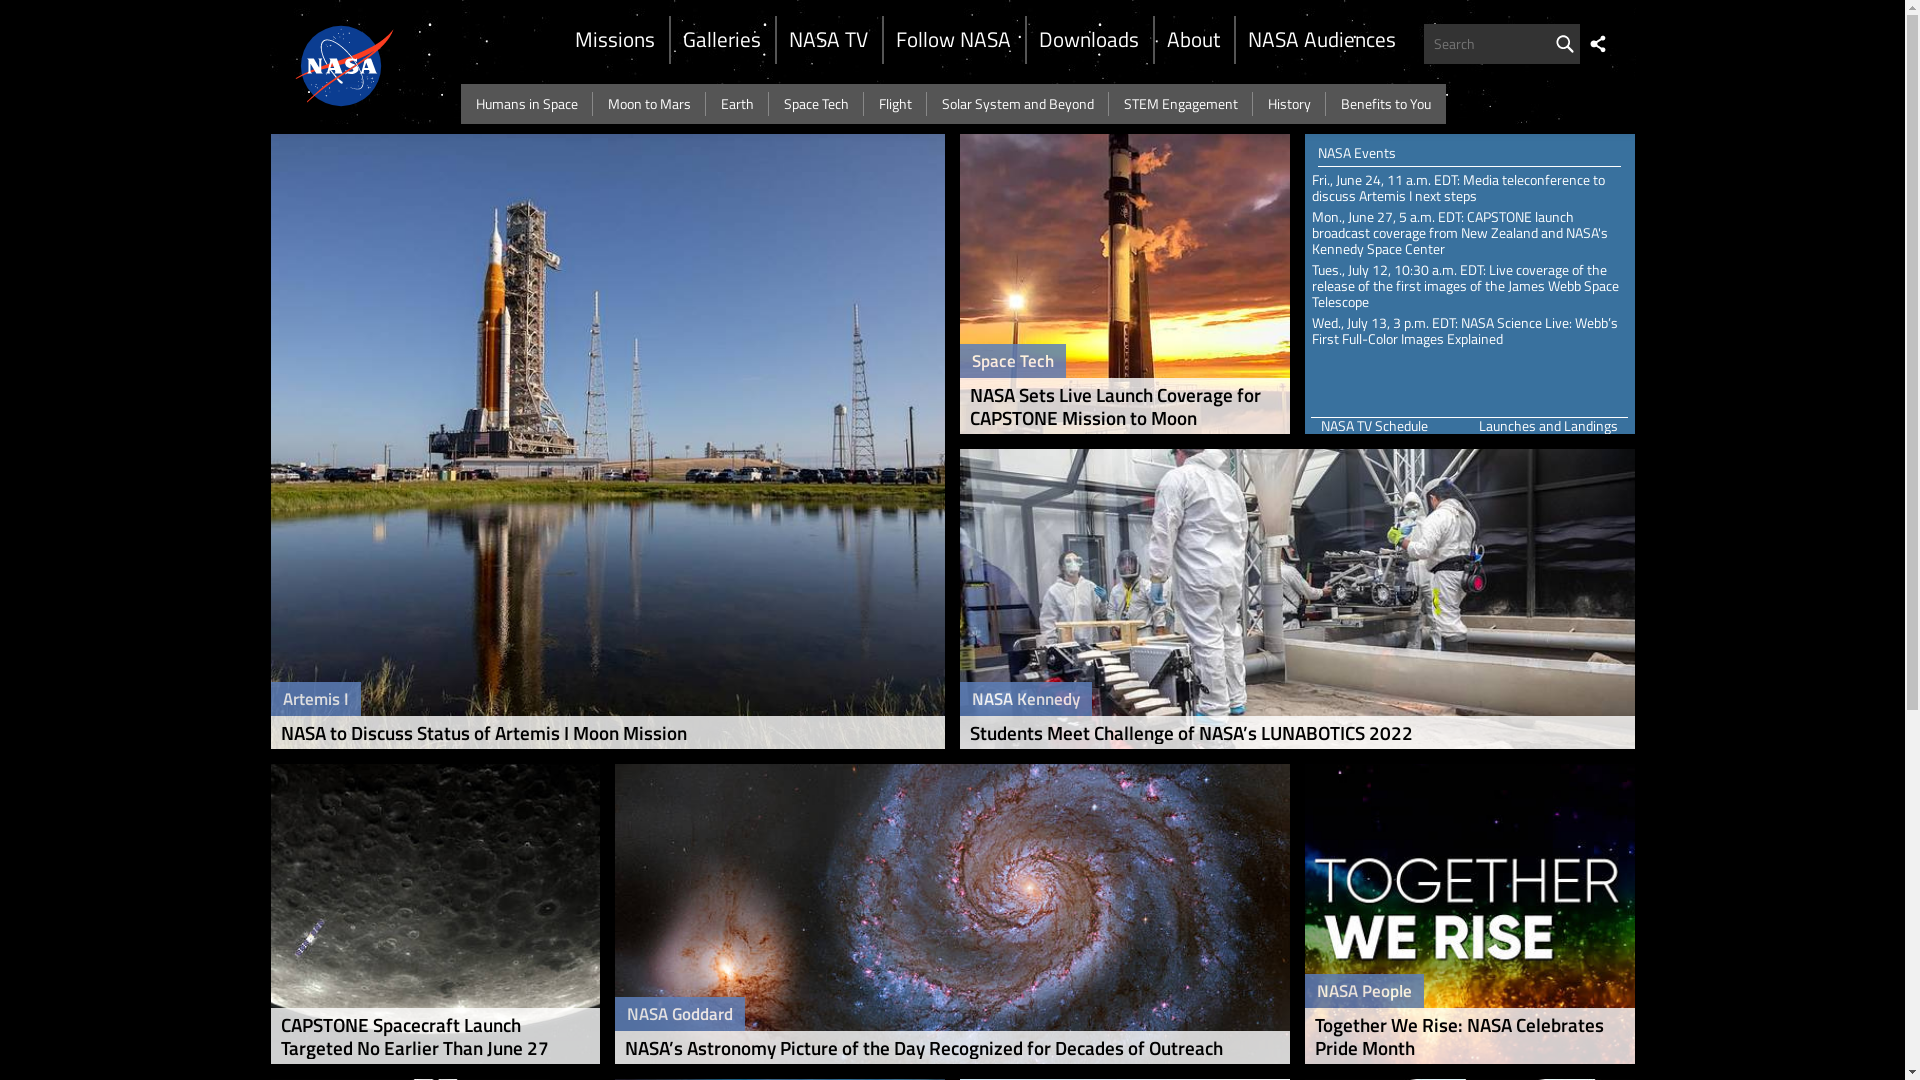 NASA
Missions
Galleries
NASA TV
Follow NASA
Downloads
About
NASA Audiences
Search
Humans in Space
Moon to Mars
Earth
Space Tech
Flight
Solar System and Beyond
STEM Engagement
History
Benefits to You
Artemis I
NASA to Discuss Status of Artemis I Moon Mission
Space Tech
NASA Sets Live Launch Coverage for
CAPSTONE Mission to Moon
NASA Events
Fri., June 24, 11 a.m. EDT: Media teleconference to
discuss Artemis I next steps
Mon., June 27, 5 a.m. EDT: CAPSTONE launch
broadcast coverage from New Zealand and NASA's
Kennedy Space Center
Tues., July 12, 10:30 a.m. EDT: Live coverage of the
release of the first images of the James Webb Space
Telescope
Wed., July 13, 3 p.m. EDT: NASA Science Live: Webb's
First Full-Color Images Explained
NASA TV Schedule
Launches and Landings
NASA Kennedy
Students Meet Challenge of NASA’s LUNABOTICS 2022
CAPSTONE Spacecraft Launch
Targeted No Earlier Than June 27
NASA Goddard
NASA’s Astronomy Picture of the Day Recognized for Decades of Outreach
TOGETHER
WE RISE
NASA People
Together We Rise: NASA Celebrates
Pride Month